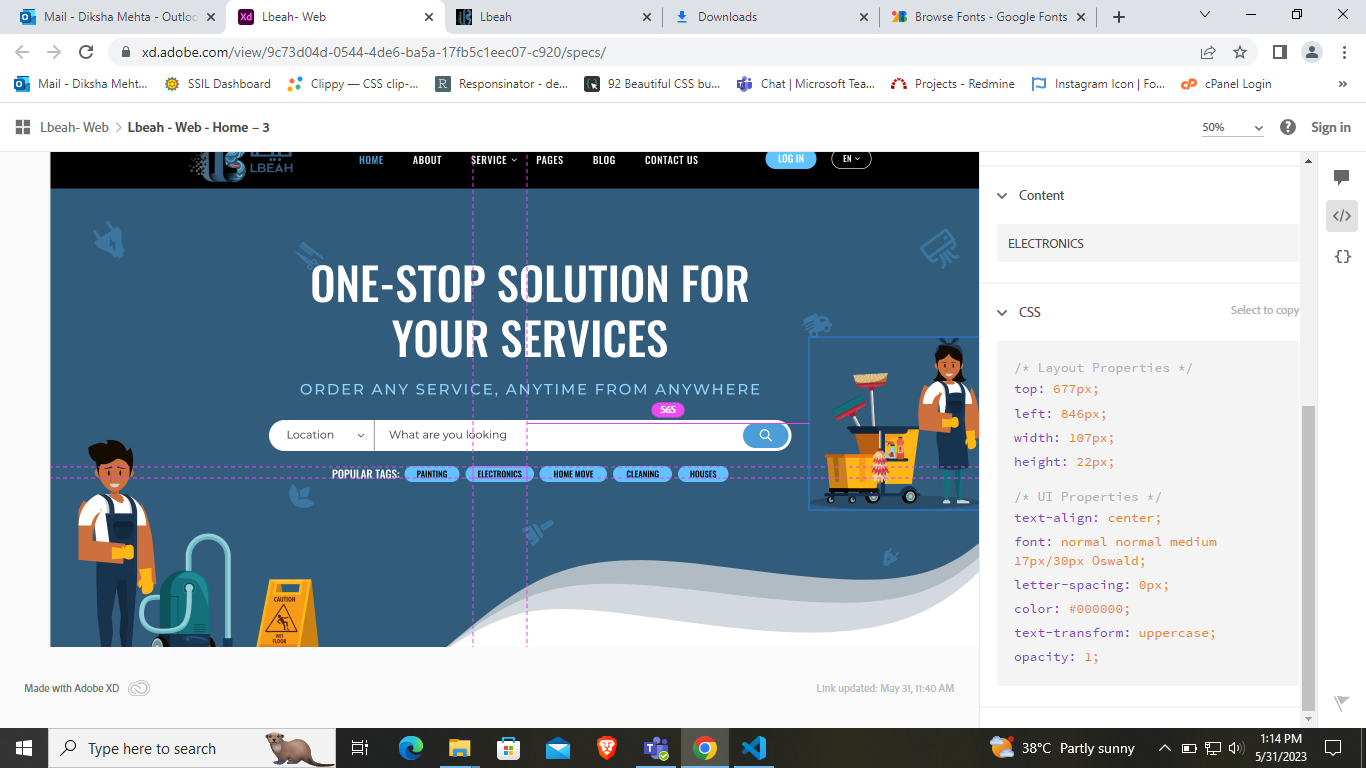 Mail - Diksha Mehta - Outloo
Lbeah- Web
Lbeah
Downloads
Browse Fonts - Google Fonts
xd.adobe.com/view/9c73d04d-0544-4de6-ba5a-17fb5c1eec07-c920/specs/
Mail - Diksha Meht...
SSIL Dashboard
Clippy — CSS clip-...
Responsinator - de...
92 Beautiful CSS bu...
Chat | Microsoft Tea...
Projects - Redmine
Instagram Icon | Fo...
cPanel Login
Lbeah- Web
Lbeah - Web - Home – 3
50%
Sign in
LBEAH
HOME
ABOUT
SERVICE
PAGES
BLOG
CONTACT US
LOG IN
EN
ONE-STOP SOLUTION FOR
YOUR SERVICES
ORDER ANY SERVICE, ANYTIME FROM ANYWHERE
565
Location
What are you looking
POPULAR TAGS:
PAINTING
ELECTRONICS
HOME MOVE
CLEANING
HOUSES
CAUTION
WET
FLOOR
Made with Adobe XD
Link updated: May 31, 11:40 AM
Content
ELECTRONICS
CSS
Select to copy
/* Layout Properties */
top: 677px;
left: 846px;
width: 107px;
height: 22px;
/* UI Properties */
text-align: center;
font: normal normal medium
17px/30px Oswald;
letter-spacing: 0px;
color: #000000;
text-transform: uppercase;
opacity: 1;
Type here to search
38°C Partly sunny
1:14 PM
5/31/2023